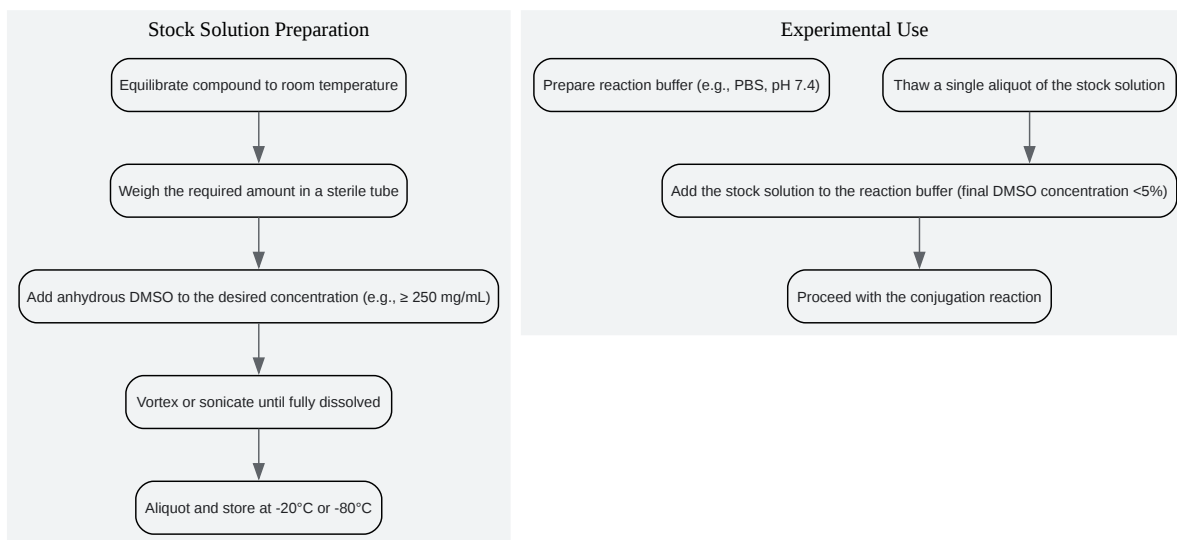 Stock Solution Preparation
Equilibrate compound to room temperature
Weigh the required amount in a sterile tube
Add anhydrous DMSO to the desired concentration (e.g., ≥ 250 mg/mL)
Vortex or sonicate until fully dissolved
Aliquot and store at -20°C or -80°C
Experimental Use
Prepare reaction buffer (e.g., PBS, pH 7.4)
Thaw a single aliquot of the stock solution
Add the stock solution to the reaction buffer (final DMSO concentration <5%)
Proceed with the conjugation reaction